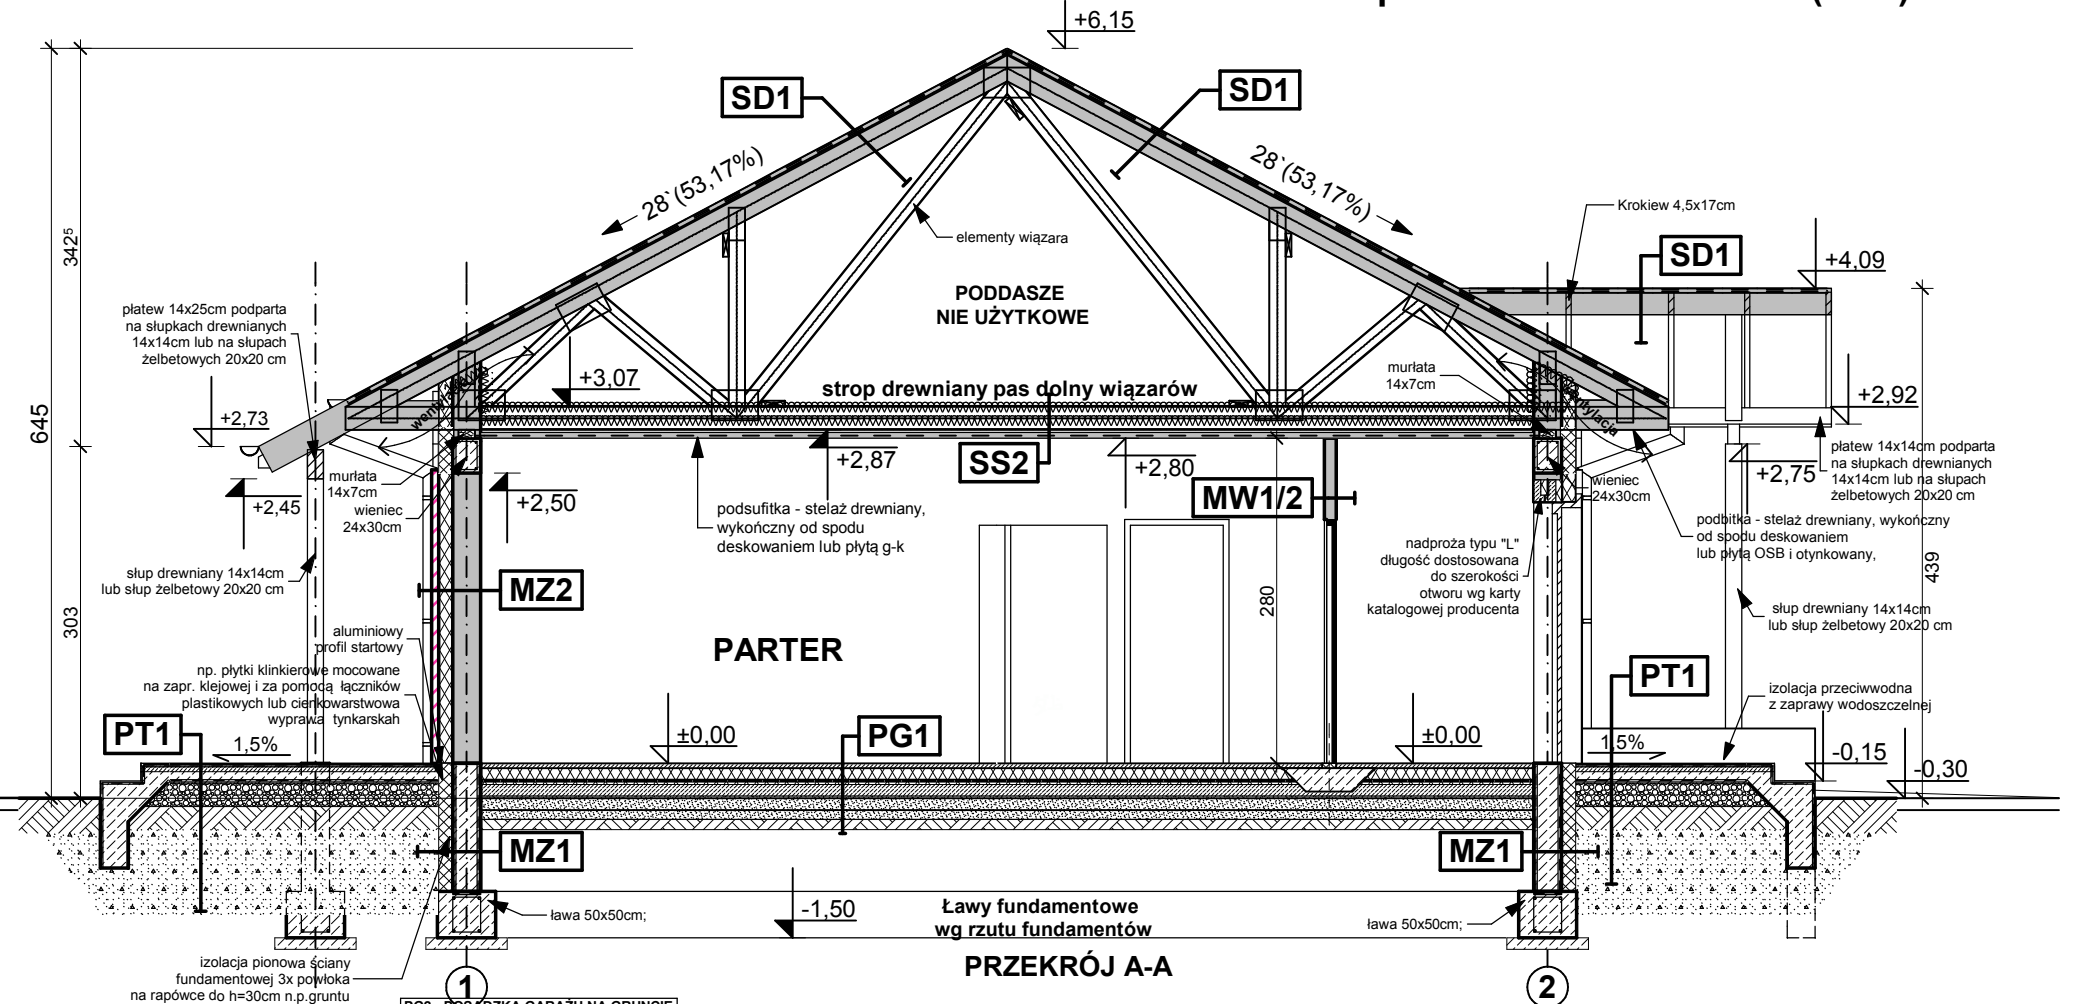 +6,15
SD1
SD1
28`(53,17%)
28`(53,17%)
Krokiew 4,5x17cm
SD1
+4,09
342⁵
elementy wiązara
PODDASZE
NIE UŻYTKOWE
płatew 14x25cm podparta
na słupkach drewnianych
14x14cm lub na słupach
żelbetowych 20x20 cm
+3,07
strop drewniany pas dolny wiązarów
murłata
14x7cm
+2,92
645
+2,73
wentylacja
wentylacja
+2,87
SS2
+2,80
MW1/2
+2,75
płatew 14x14cm podparta
na słupkach drewnianych
14x14cm lub na słupach
żelbetowych 20x20 cm
+2,45
murłata
14x7cm
wieniec
24x30cm
+2,50
podsufitka - stelaż drewniany,
wykończny od spodu
deskowaniem lub płytą g-k
wieniec
24x30cm
podbitka - stelaż drewniany, wykończny
od spodu deskowaniem
lub płytą OSB i otynkowany,
nadproża typu "L"
długość dostosowana
do szerokości
otworu wg karty
katalogowej producenta
słup drewniany 14x14cm
lub słup żelbetowy 20x20 cm
MZ2
280
439
303
słup drewniany 14x14cm
lub słup żelbetowy 20x20 cm
aluminiowy
profil startowy
PARTER
np. płytki klinkierowe mocowane
na zapr. klejowej i za pomocą łączników
plastikowych lub cienkowarstwowa
wyprawa tynkarskah
PT1
izolacja przeciwwodna
z zaprawy wodoszczelnej
PT1
1,5%
±0,00
PG1
±0,00
1,5%
-0,15
-0,30
MZ1
MZ1
ława 50x50cm;
-1,50
Ławy fundamentowe
wg rzutu fundamentów
ława 50x50cm;
PRZEKRÓJ A-A
izolacja pionowa ściany
fundamentowej 3x powłoka
na rapówce do h=30cm n.p.gruntu
1
2
POSADZKA GARAŻU NA GRUNCIE